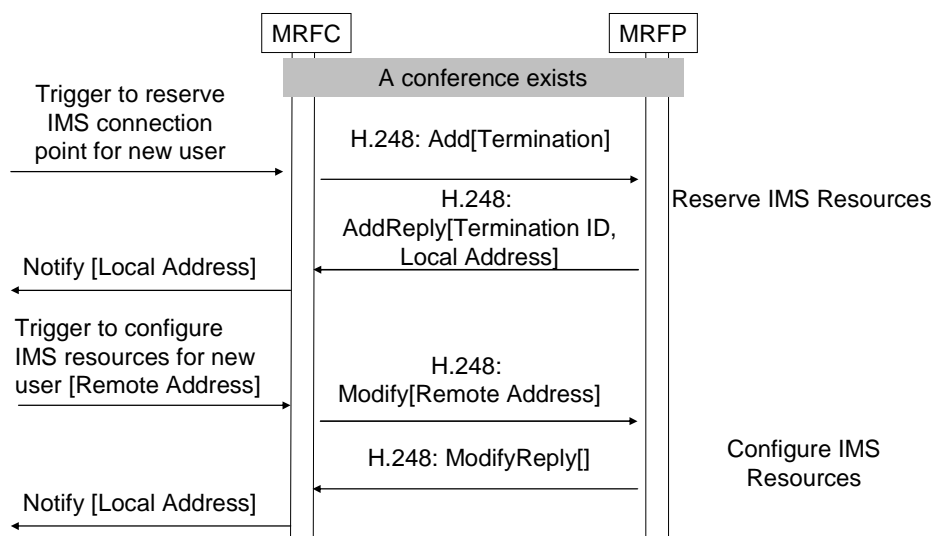 MRFC
MRFP
A conference exists
Trigger to reserve
IMS connection
point for new user
H.248: Add[Termination]
Reserve IMS Resources
H.248:
AddReply[Termination ID,
Local Address]
Notify [Local Address]
Trigger to configure
IMS resources for new
user [Remote Address]
H.248:
Modify[Remote Address]
H.248: ModifyReply[]
Configure IMS
Resources
Notify [Local Address]